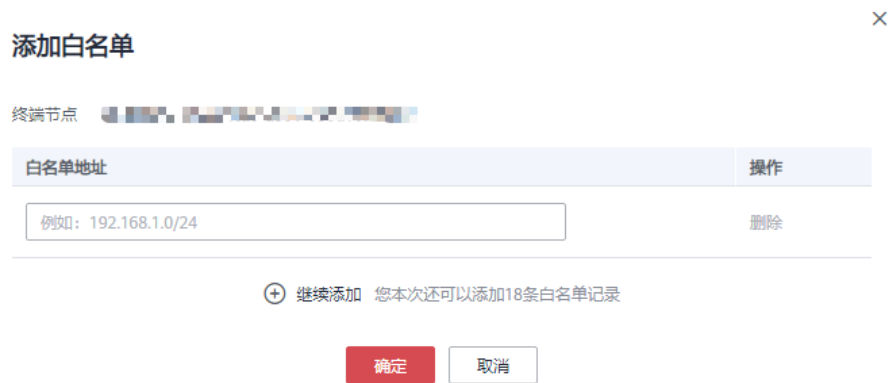 添加白名单
终端节点
白名单地址 操作
例如：192.168.1.0/24 删除
继续添加 您本次还可以添加18条白名单记录
确定 取消